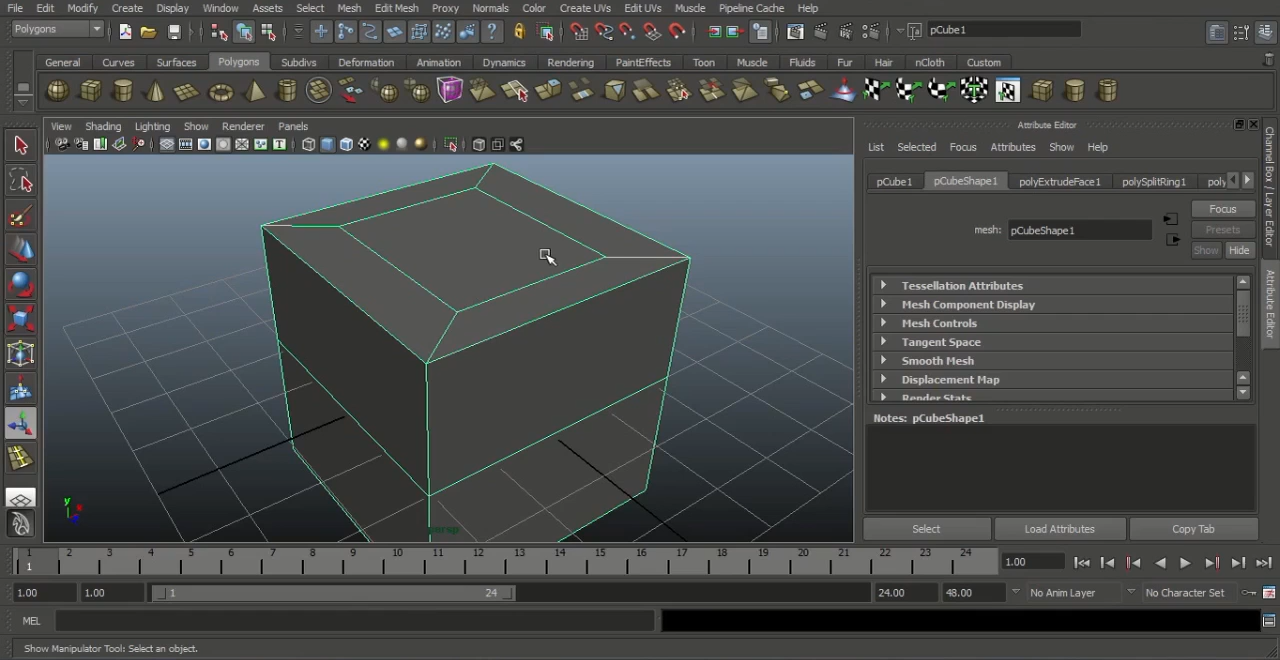 File Edit Modify Create Display Window Assets Select Mesh Edit Mesh Proxy Normals Color Create UVs Edit UVs Muscle Pipeline Cache Help
Polygons pCube1
General Curves Surfaces Polygons Subdivs Deformation Animation Dynamics Rendering PaintEffects Toon Muscle Fluids Fur Hair nCloth Custom
View Shading Lighting Show Renderer Panels
persp
y
x
z
Attribute Editor
List Selected Focus Attributes Show Help
pCube1 pCubeShape1 polyExtrudeFace1 polySplitRing1 poly
mesh: pCubeShape1
Focus
Presets
Show Hide
Tessellation Attributes
Mesh Component Display
Mesh Controls
Tangent Space
Smooth Mesh
Displacement Map
Render Stats
Notes: pCubeShape1
Select Load Attributes Copy Tab
Channel Box / Layer Editor
Attribute Editor
1 2 3 4 5 6 7 8 9 10 11 12 13 14 15 16 17 18 19 20 21 22 23 24
1 1.00
1.00 1.00 1 24 24.00 48.00 No Anim Layer No Character Set
MEL
Show Manipulator Tool: Select an object.